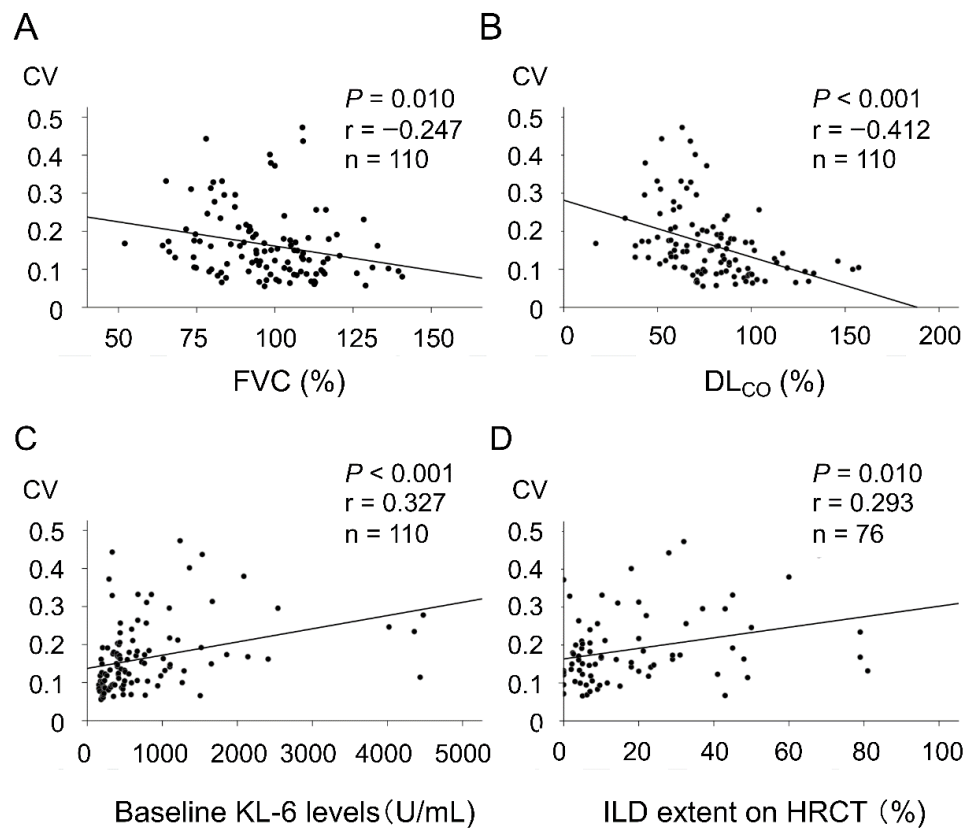 A
CV
P = 0.010
r = −0.247
n = 110
0.5
0.4
0.3
0.2
0.1
0
50 75 100 125 150
FVC (%)
B
CV
P < 0.001
r = −0.412
n = 110
0.5
0.4
0.3
0.2
0.1
0
0 50 100 150 200
DLCO (%)
C
CV
P < 0.001
r = 0.327
n = 110
0.5
0.4
0.3
0.2
0.1
0
0 1000 2000 3000 4000 5000
Baseline KL-6 levels (U/mL)
D
CV
P = 0.010
r = 0.293
n = 76
0.5
0.4
0.3
0.2
0.1
0
0 20 40 60 80 100
ILD extent on HRCT (%)